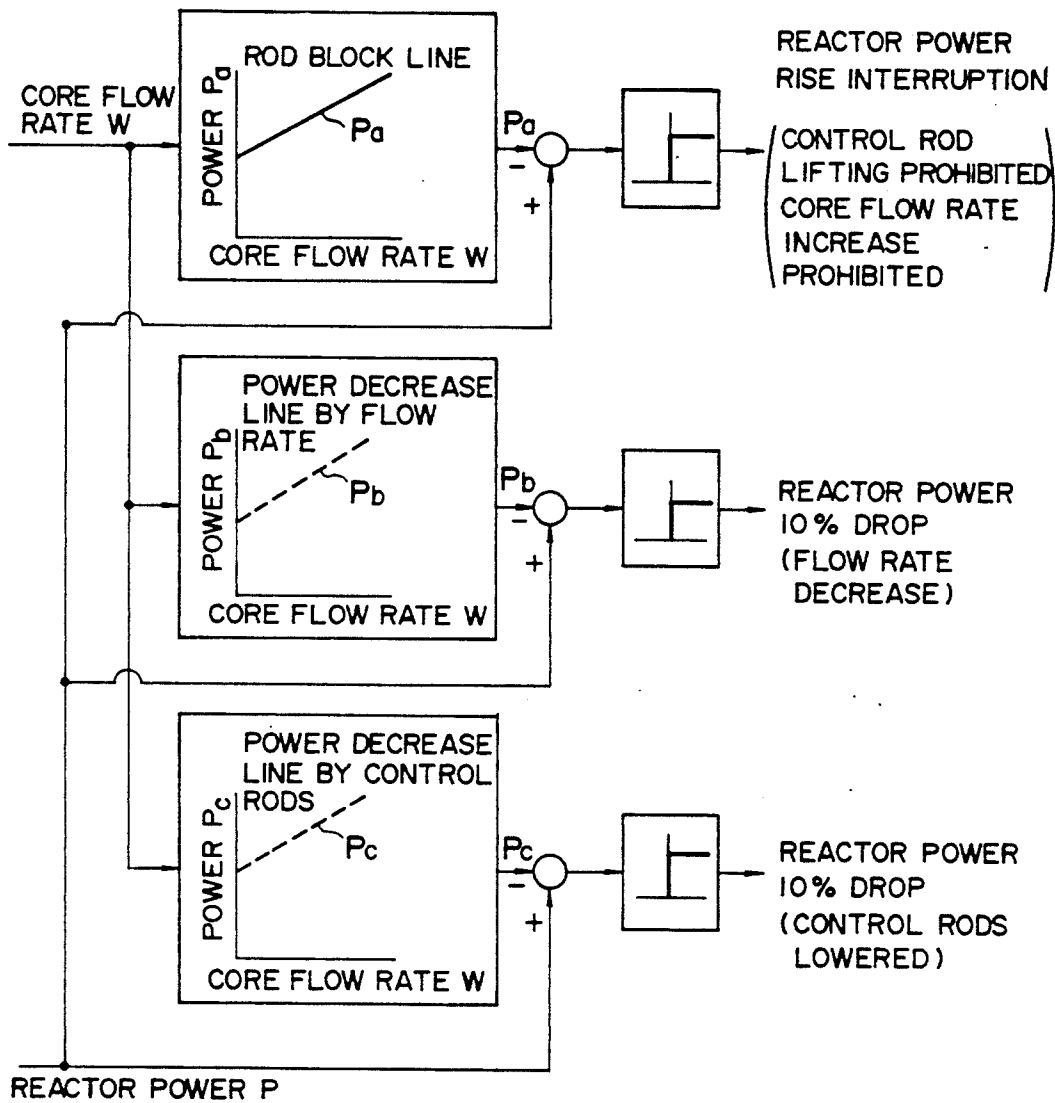 CORE FLOW
RATE W
ROD BLOCK LINE
POWER Pa
Pa
CORE FLOW RATE W
Pa
−
+
REACTOR POWER
RISE INTERRUPTION
(CONTROL ROD
LIFTING PROHIBITED
CORE FLOW RATE
INCREASE
PROHIBITED)
POWER DECREASE
LINE BY FLOW
RATE
POWER Pb
Pb
CORE FLOW RATE W
Pb
−
+
REACTOR POWER
10% DROP
(FLOW RATE
DECREASE)
POWER DECREASE
LINE BY CONTROL
RODS
POWER Pc
Pc
CORE FLOW RATE W
Pc
−
+
REACTOR POWER
10% DROP
(CONTROL RODS
LOWERED)
REACTOR POWER P